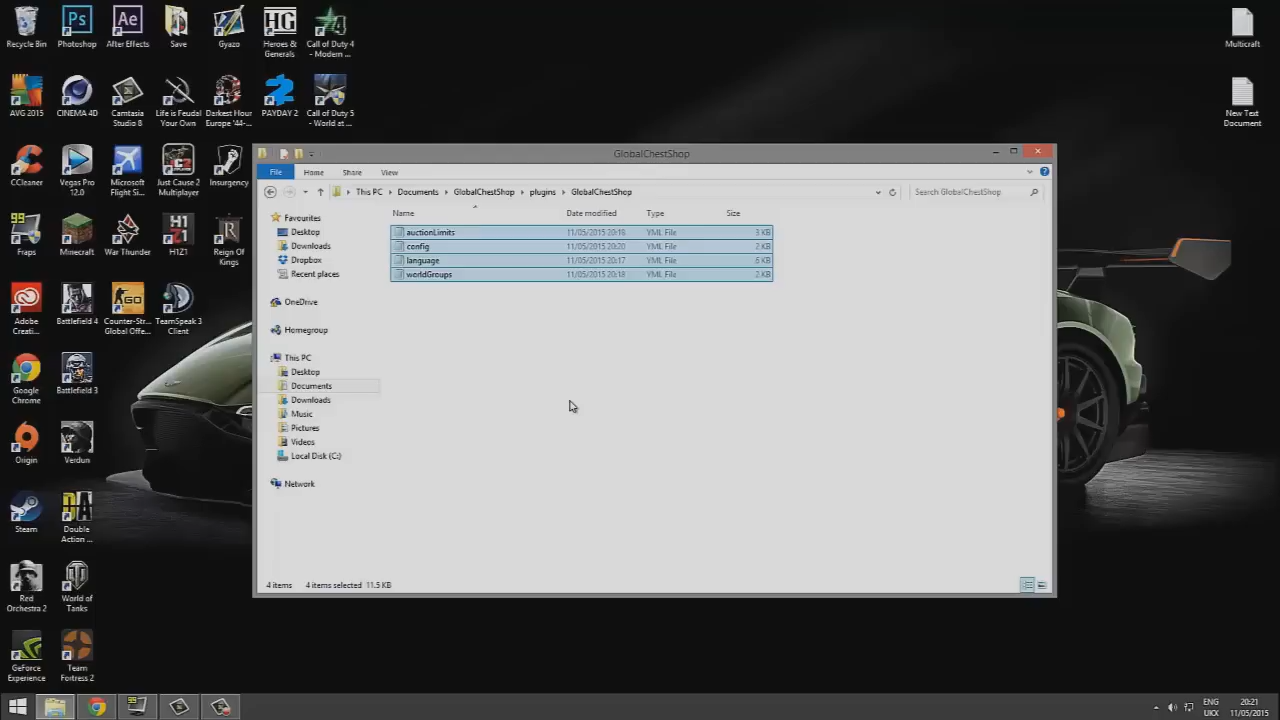 Recycle Bin
Photoshop
After Effects
Save
Gyazo
Heroes &
Generals
Call of Duty 4
- Modern ...
AVG 2015
CINEMA 4D
Camtasia
Studio 8
Life is Feudal
Your Own
Darkest Hour
Europe '44-...
PAYDAY 2
Call of Duty 5
- World at ...
CCleaner
Vegas Pro
12.0
Microsoft
Flight Si...
Just Cause 2
Multiplayer
Insurgency
Fraps
Minecraft
War Thunder
H1Z1
Reign Of
Kings
Adobe
Creati...
Battlefield 4
Counter-Str...
Global Offe...
TeamSpeak 3
Client
Google
Chrome
Battlefield 3
Origin
Verdun
Steam
Double
Action ...
Red
Orchestra 2
World of
Tanks
GeForce
Experience
Team
Fortress 2
Multicraft
New Text
Document
GlobalChestShop
File
Home
Share
View
This PC
Documents
GlobalChestShop
plugins
GlobalChestShop
Search GlobalChestShop
Name
Date modified
Type
Size
auctionLimits
11/05/2015 20:18
YML File
3 KB
config
11/05/2015 20:20
YML File
2 KB
language
11/05/2015 20:17
YML File
6 KB
worldGroups
11/05/2015 20:18
YML File
2 KB
Favourites
Desktop
Downloads
Dropbox
Recent places
OneDrive
Homegroup
This PC
Desktop
Documents
Downloads
Music
Pictures
Videos
Local Disk (C:)
Network
4 items
4 items selected 11.5 KB
ENG
UKX
20:21
11/05/2015